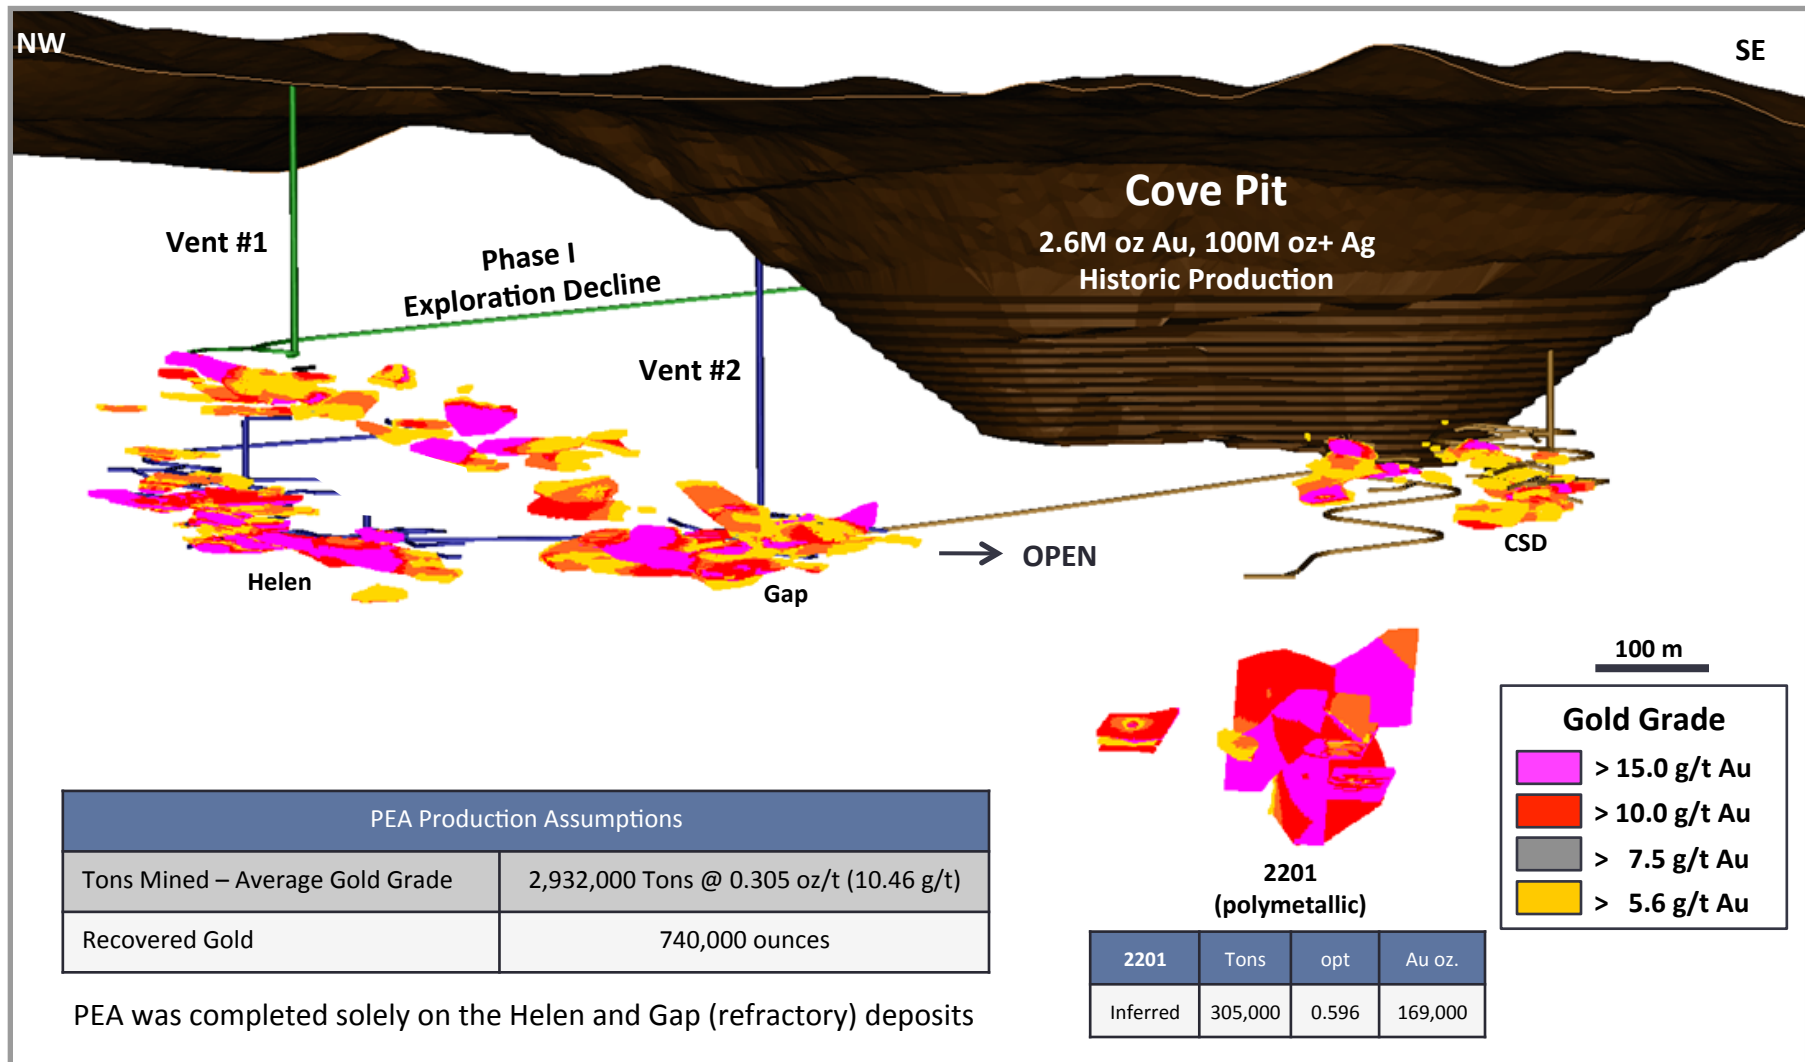 NW
SE
Cove Pit
2.6M oz Au, 100M oz+ Ag
Historic Production
Vent #1
Phase I
Exploration Decline
Vent #2
OPEN
CSD
Helen
Gap
100 m
Gold Grade
> 15.0 g/t Au
> 10.0 g/t Au
> 7.5 g/t Au
> 5.6 g/t Au
2201
(polymetallic)
PEA Production Assumptions
Tons Mined – Average Gold Grade 2,932,000 Tons @ 0.305 oz/t (10.46 g/t)
Recovered Gold 740,000 ounces
PEA was completed solely on the Helen and Gap (refractory) deposits
2201 Tons opt Au oz.
Inferred 305,000 0.596 169,000